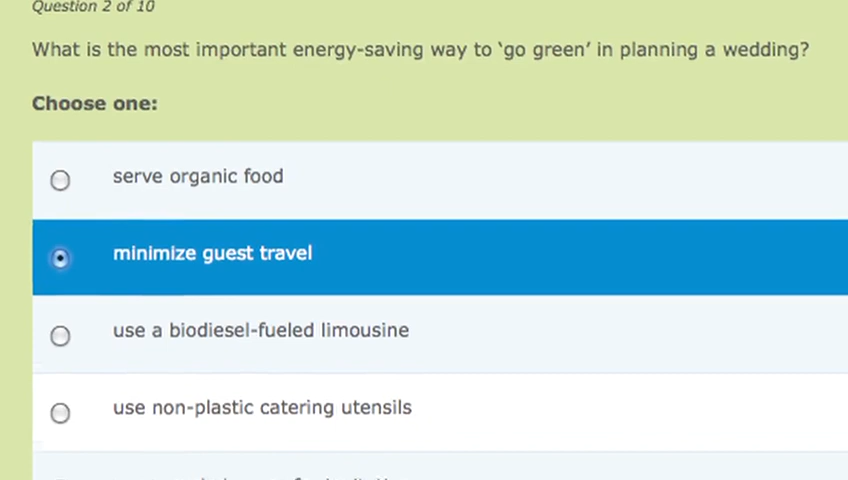 Question 2 of 10
What is the most important energy-saving way to ‘go green’ in planning a wedding?
Choose one:
serve organic food
minimize guest travel
use a biodiesel-fueled limousine
use non-plastic catering utensils